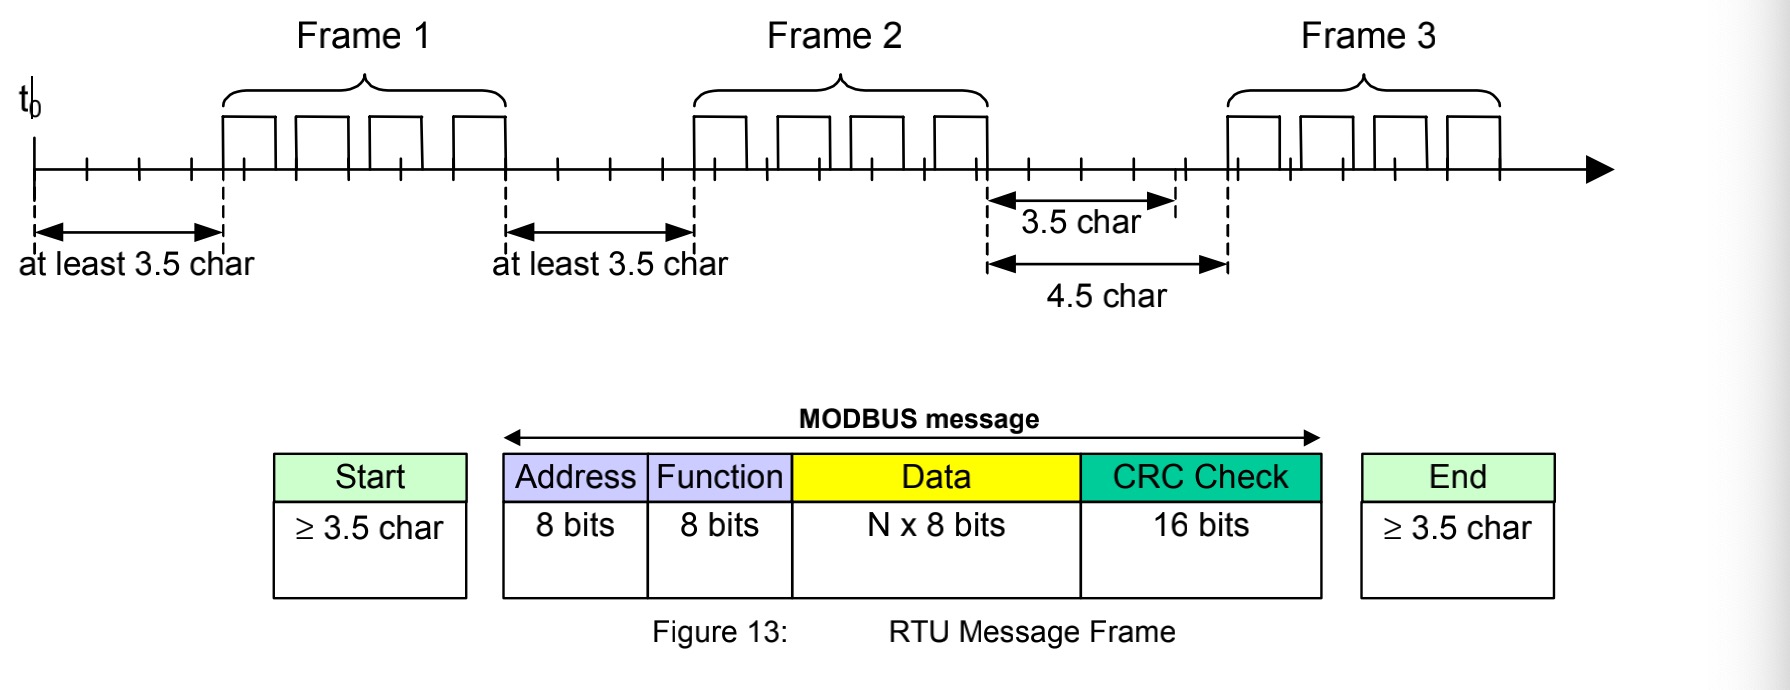 Frame 1 Frame 2 Frame 3
t0
3.5 char
at least 3.5 char at least 3.5 char
4.5 char
MODBUS message
Start Address Function Data CRC Check End
≥ 3.5 char 8 bits 8 bits N x 8 bits 16 bits ≥ 3.5 char
Figure 13: RTU Message Frame